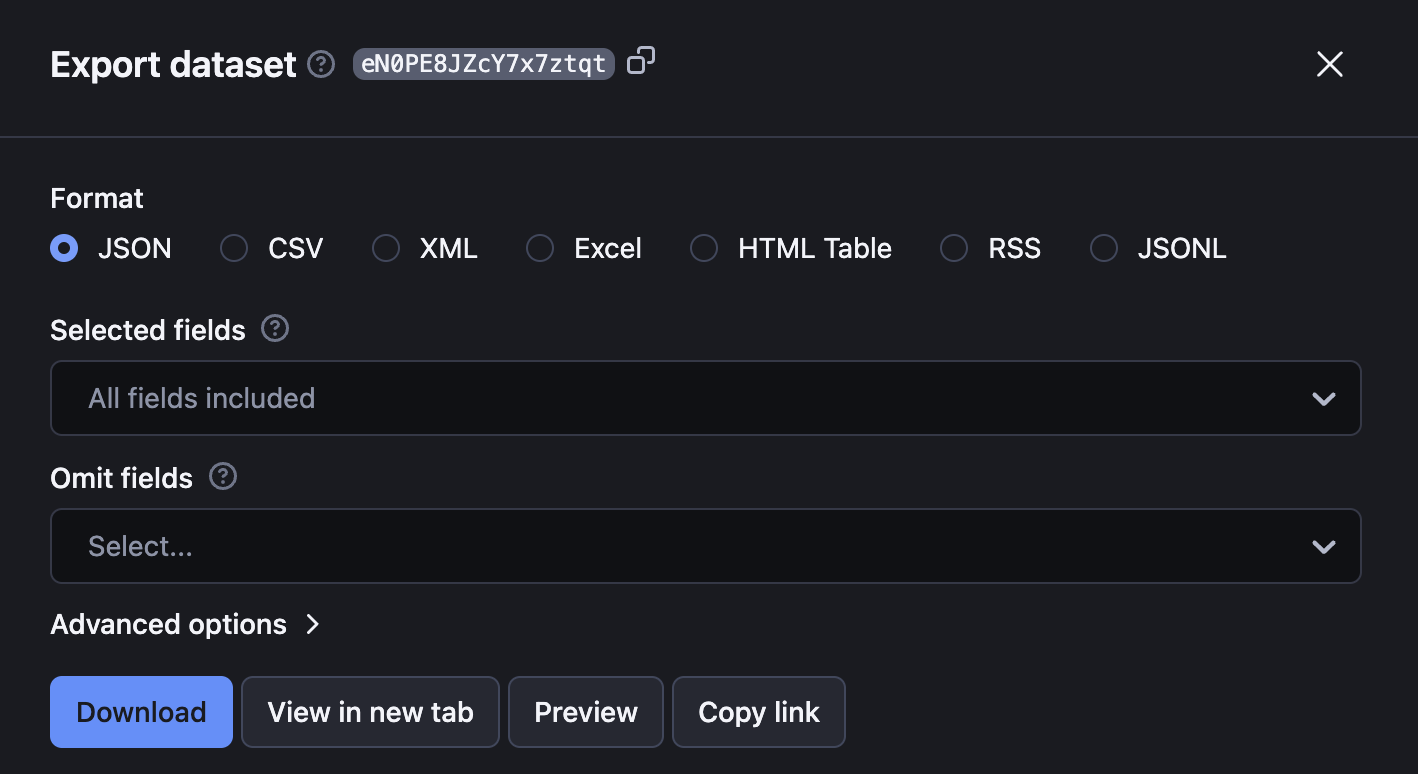 Export dataset ? eN0PE8JZcY7x7ztqt
Format
JSON CSV XML Excel HTML Table RSS JSONL
Selected fields ?
All fields included
Omit fields ?
Select...
Advanced options
Download View in new tab Preview Copy link